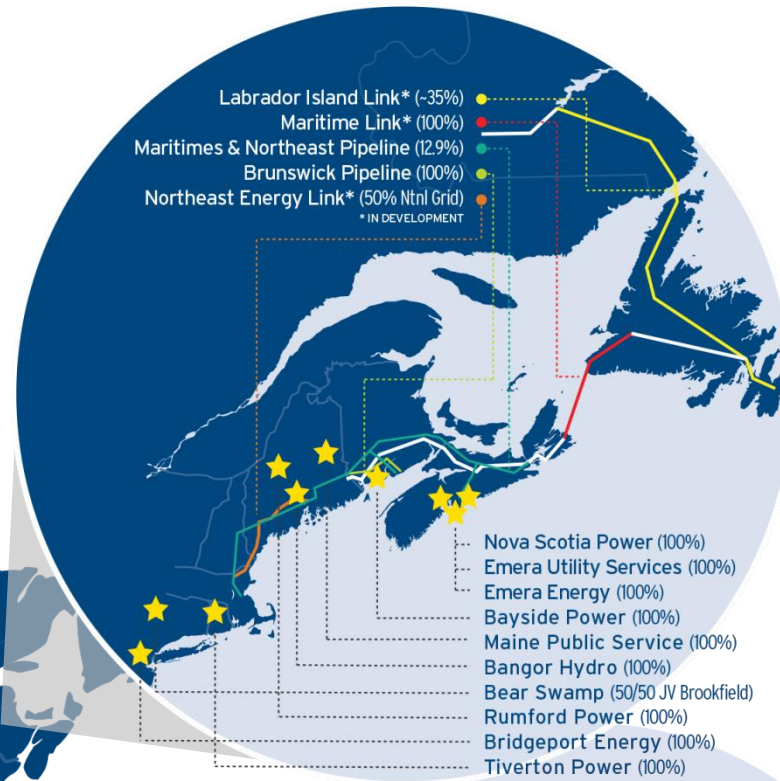 Labrador Island Link* (~35%)
Maritime Link* (100%)
Maritimes & Northeast Pipeline (12.9%)
Brunswick Pipeline (100%)
Northeast Energy Link* (50% Ntnl Grid)
* IN DEVELOPMENT
Nova Scotia Power (100%)
Emera Utility Services (100%)
Emera Energy (100%)
Bayside Power (100%)
Maine Public Service (100%)
Bangor Hydro (100%)
Bear Swamp (50/50 JV Brookfield)
Rumford Power (100%)
Bridgeport Energy (100%)
Tiverton Power (100%)